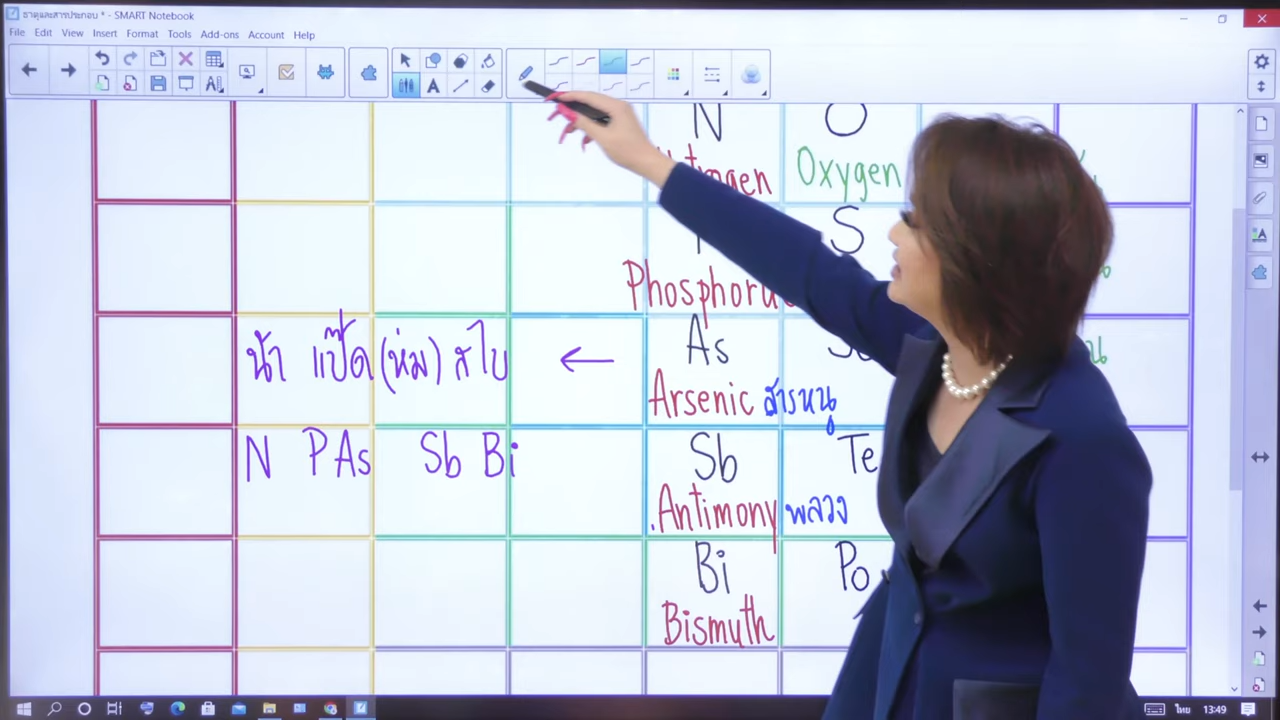 ธาตุและสารประกอบ * - SMART Notebook
File Edit View Insert Format Tools Add-ons Account Help
N O
Oxygen
S
Phosphoru
น้า แป๊ด (ห่ม) สไบ ← As
Arsenic สารหนู
N P As Sb Bi Sb Te
Antimony พลวง
Bi Po
Bismuth
ไทย 13:49